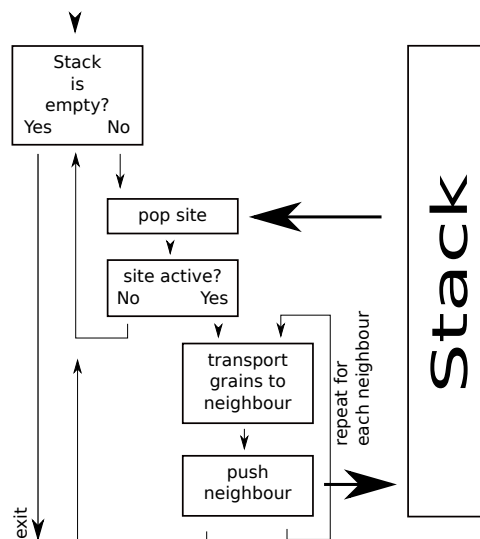 Stack
is
empty?
Yes No
pop site
site active?
No Yes
transport
grains to
neighbour
push
neighbour
repeat for
each neighbour
exit
Stack